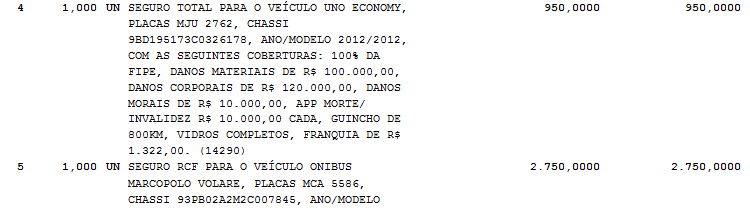 4 1,000 UN SEGURO TOTAL PARA O VEÍCULO UNO ECONOMY, 950,0000 950,0000
PLACAS MJU 2762, CHASSI
9BD195173C0326178, ANO/MODELO 2012/2012,
COM AS SEGUINTES COBERTURAS: 100% DA
FIPE, DANOS MATERIAIS DE R$ 100.000,00,
DANOS CORPORAIS DE R$ 120.000,00, DANOS
MORAIS DE R$ 10.000,00, APP MORTE/
INVALIDEZ R$ 10.000,00 CADA, GUINCHO DE
800KM, VIDROS COMPLETOS, FRANQUIA DE R$
1.322,00. (14290)
5 1,000 UN SEGURO RCF PARA O VEÍCULO ONIBUS 2.750,0000 2.750,0000
MARCOPOLO VOLARE, PLACAS MCA 5586,
CHASSI 93PB02A2M2C007845, ANO/MODELO